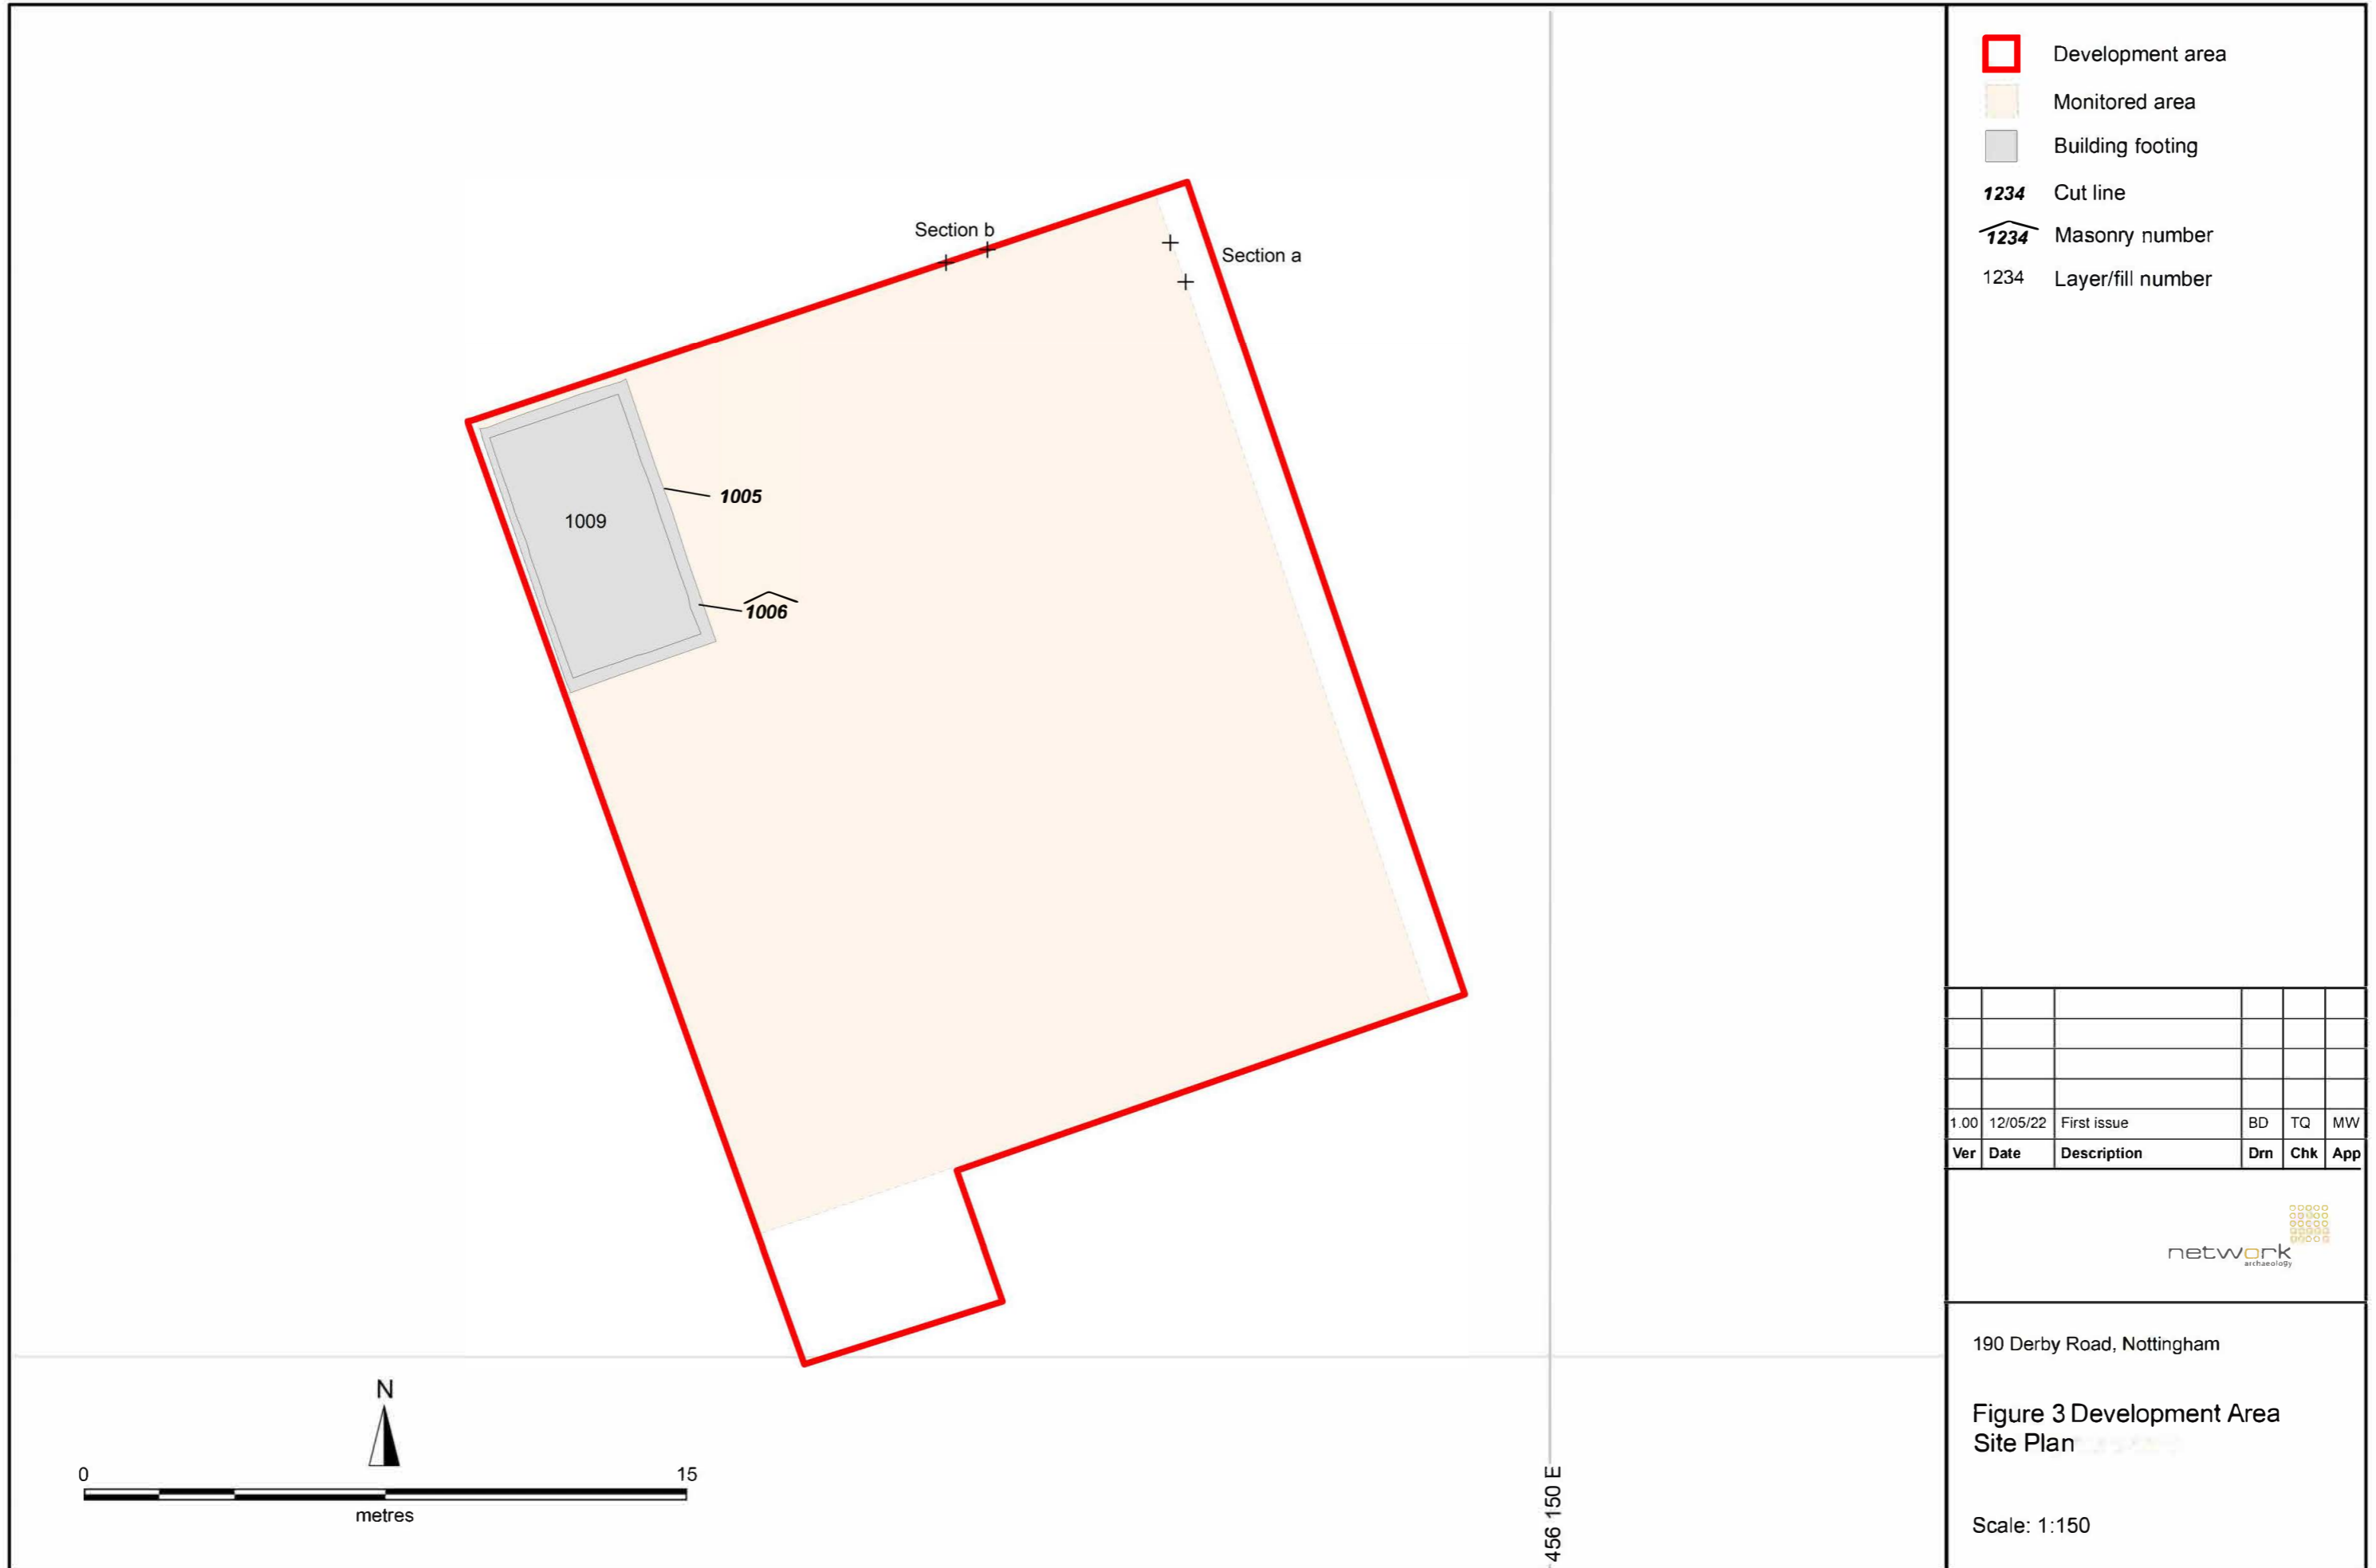 Development area
Monitored area
Building footing
1234 Cut line
1234 Masonry number
1234 Layer/fill number
Section b
Section a
1005
1009
1006
N
0 15
metres
456 150 E
1.00 12/05/22 First issue BD TQ MW
Ver Date Description Drn Chk App
network
archaeology
190 Derby Road, Nottingham
Figure 3 Development Area
Site Plan
Scale: 1:150